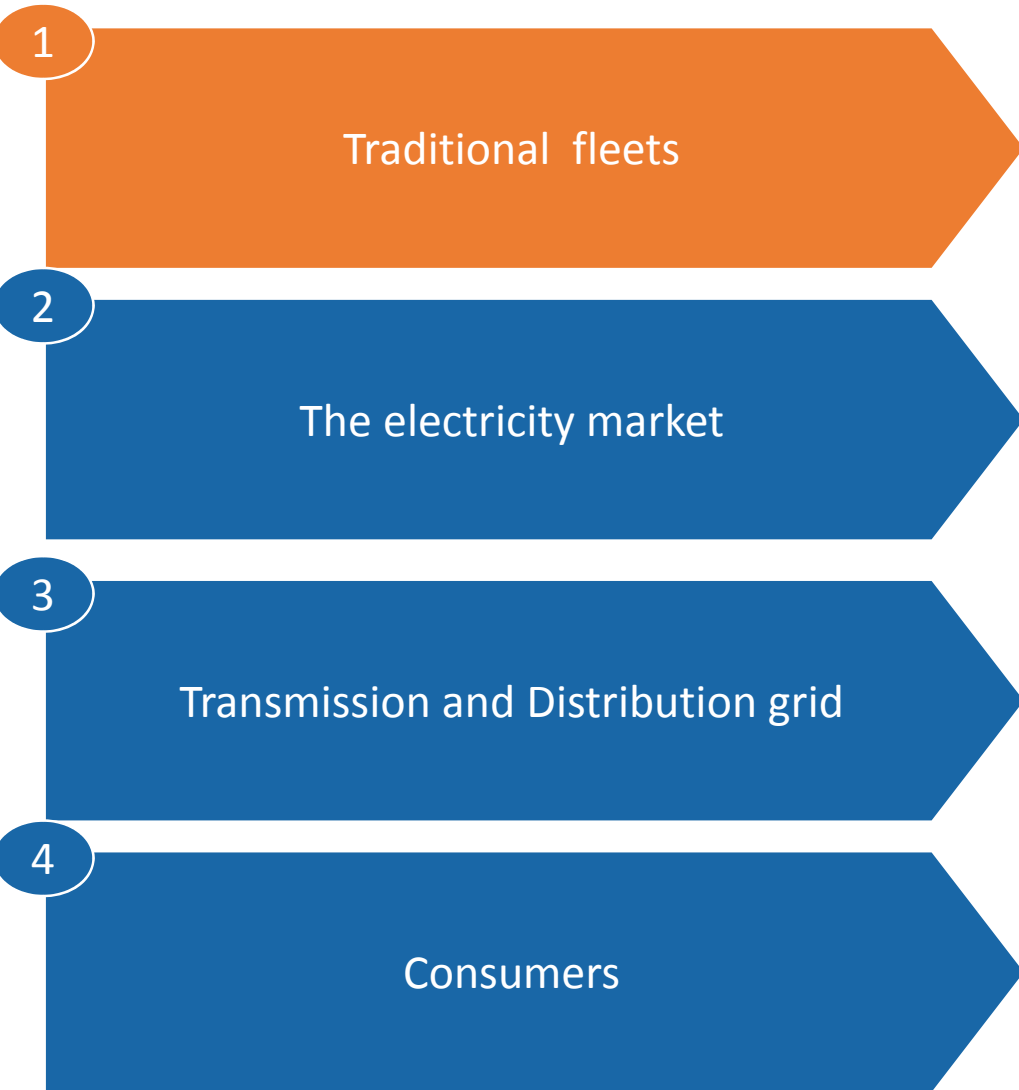 1
Traditional fleets
2
The electricity market
3
Transmission and Distribution grid
4
Consumers